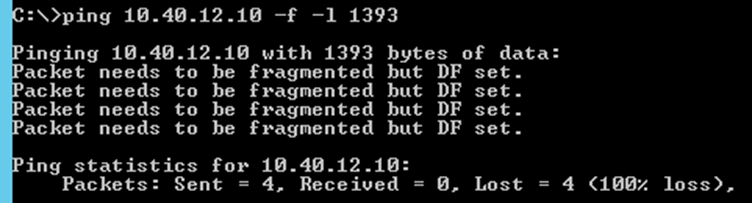 C:\>ping 10.40.12.10 -f -l 1393
Pinging 10.40.12.10 with 1393 bytes of data:
Packet needs to be fragmented but DF set.
Packet needs to be fragmented but DF set.
Packet needs to be fragmented but DF set.
Packet needs to be fragmented but DF set.
Ping statistics for 10.40.12.10:
    Packets: Sent = 4, Received = 0, Lost = 4 (100% loss),